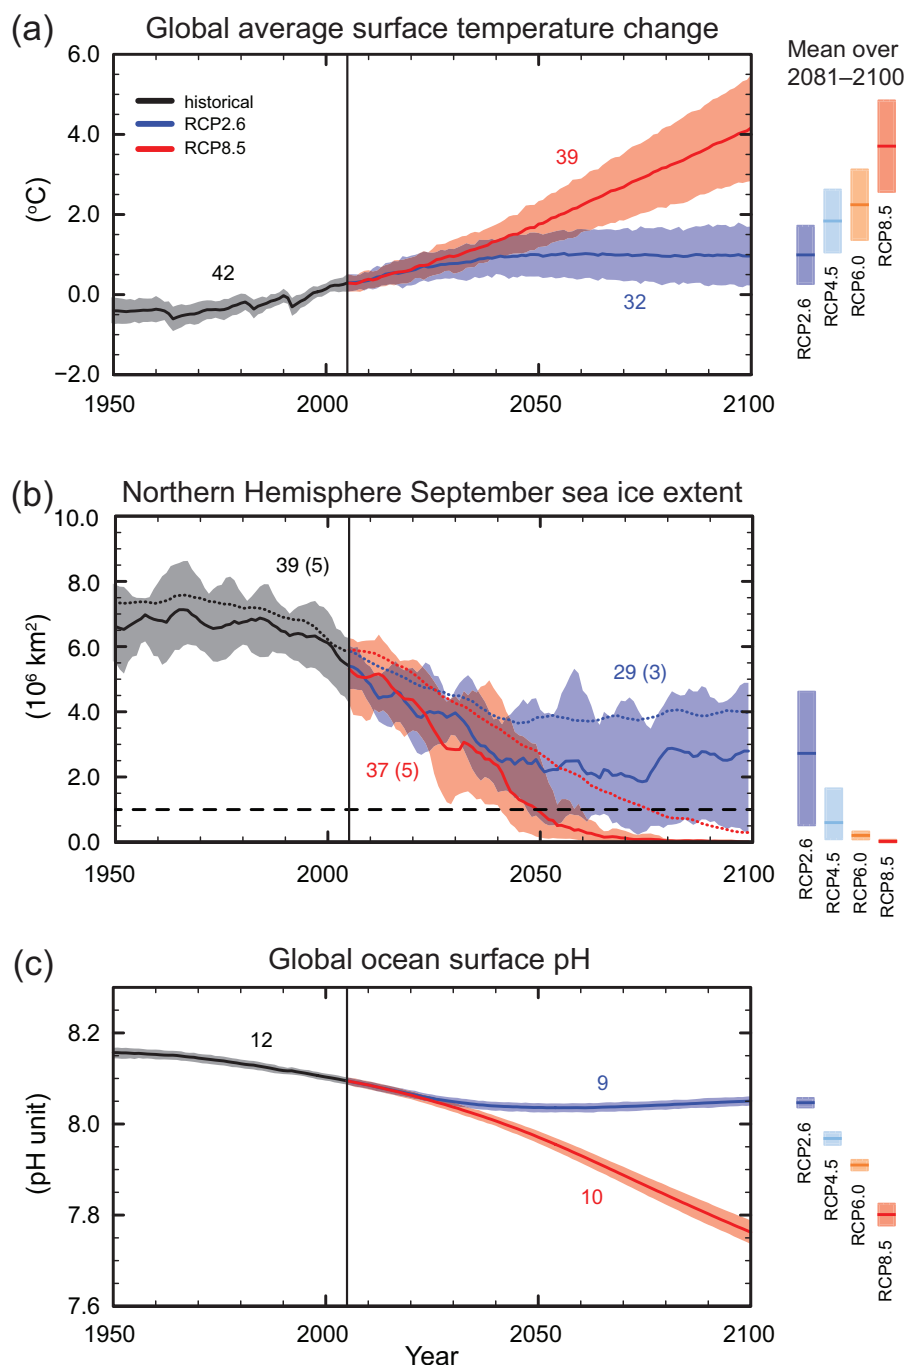 (a) Global average surface temperature change
Mean over
2081–2100
6.0
4.0
2.0
0.0
−2.0
(°C)
historical
RCP2.6
RCP8.5
42
39
32
1950 2000 2050 2100
RCP2.6
RCP4.5
RCP6.0
RCP8.5
(b) Northern Hemisphere September sea ice extent
10.0
8.0
6.0
4.0
2.0
0.0
(10⁶ km²)
39 (5)
29 (3)
37 (5)
1950 2000 2050 2100
RCP2.6
RCP4.5
RCP6.0
RCP8.5
(c) Global ocean surface pH
8.2
8.0
7.8
7.6
(pH unit)
12
9
10
1950 2000 2050 2100
Year
RCP2.6
RCP4.5
RCP6.0
RCP8.5